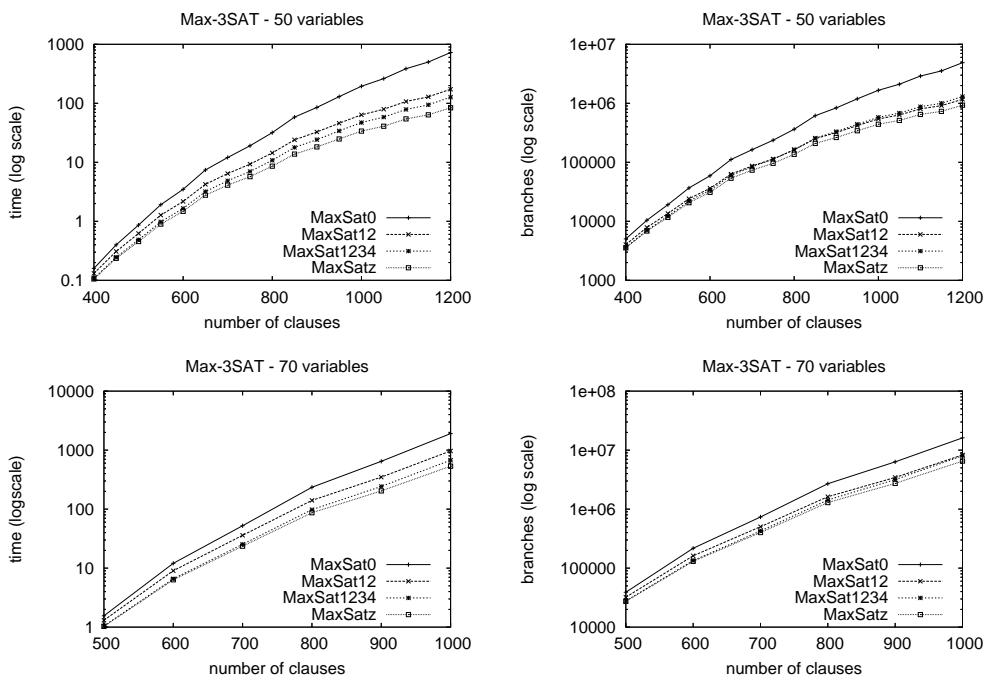 Max-3SAT - 50 variables
time (log scale)
1000
100
10
1
0.1
400
600
800
1000
1200
number of clauses
MaxSat0
MaxSat12
MaxSat1234
MaxSatz
Max-3SAT - 50 variables
branches (log scale)
1e+07
1e+06
100000
10000
1000
400
600
800
1000
1200
number of clauses
MaxSat0
MaxSat12
MaxSat1234
MaxSatz
Max-3SAT - 70 variables
time (logscale)
10000
1000
100
10
1
500
600
700
800
900
1000
number of clauses
MaxSat0
MaxSat12
MaxSat1234
MaxSatz
Max-3SAT - 70 variables
branches (log scale)
1e+08
1e+07
1e+06
100000
10000
500
600
700
800
900
1000
number of clauses
MaxSat0
MaxSat12
MaxSat1234
MaxSatz